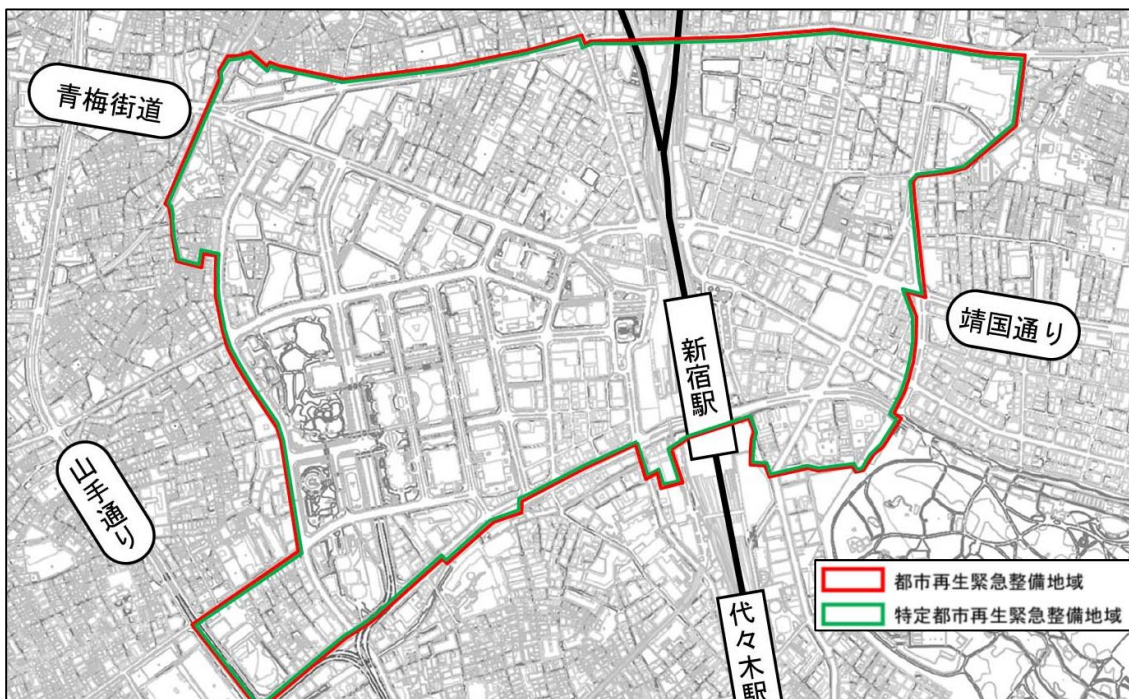 青梅街道
靖国通り
新宿駅
山手通り
都市再生緊急整備地域
特定都市再生緊急整備地域
代々木駅